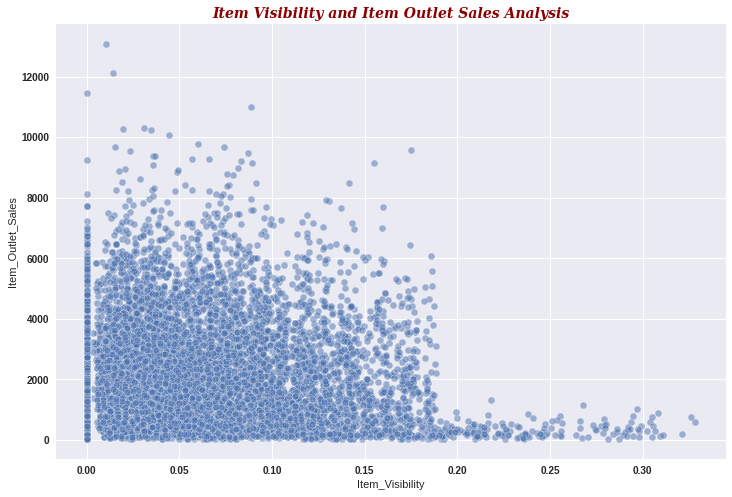 Item Visibility and Item Outlet Sales Analysis
12000
10000
8000
6000
4000
2000
0
Item_Outlet_Sales
0.00 0.05 0.10 0.15 0.20 0.25 0.30
Item_Visibility